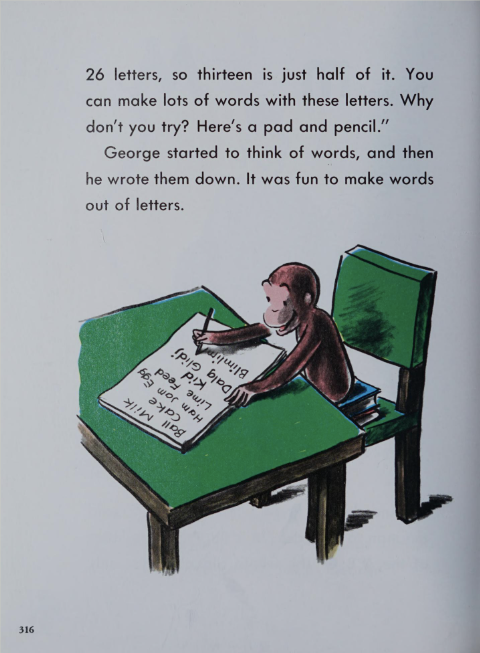 26 letters, so thirteen is just half of it. You
can make lots of words with these letters. Why
don't you try? Here's a pad and pencil."
George started to think of words, and then
he wrote them down. It was fun to make words
out of letters.
Ball Milk
Cake
Ham Jam Egg
Lime Feed
Kid
Dalg Glidj
316